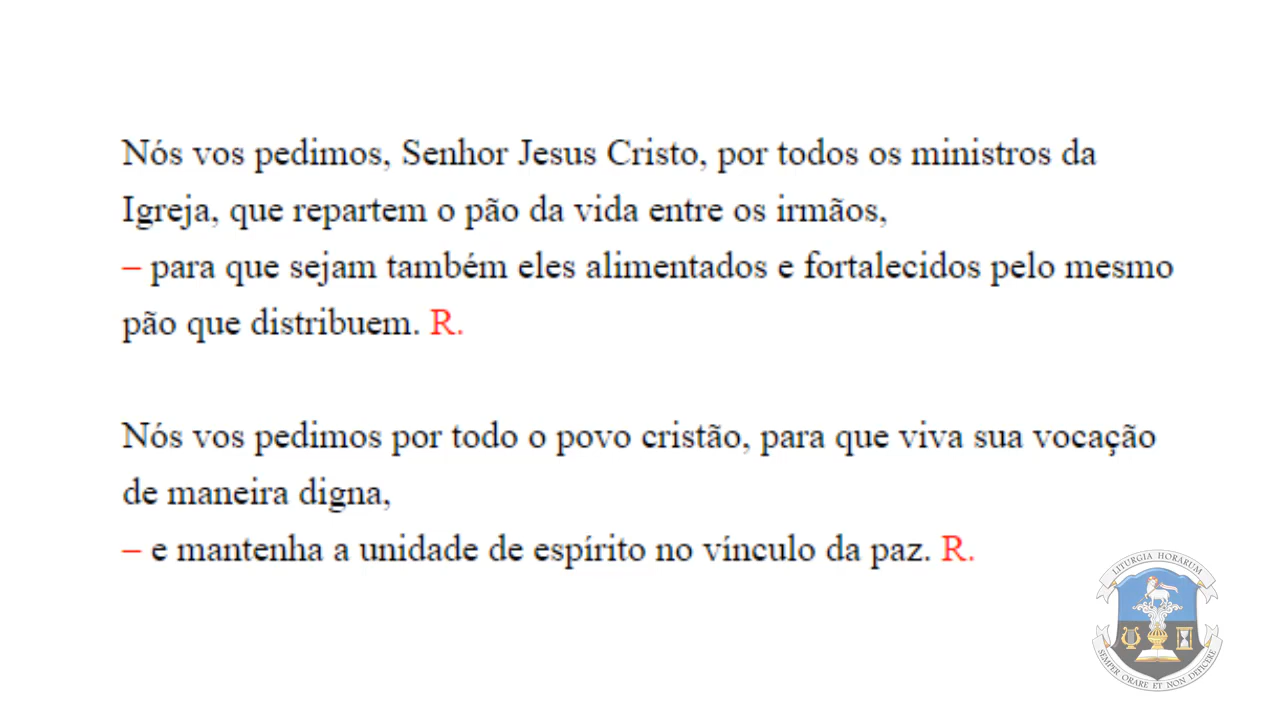 Nós vos pedimos, Senhor Jesus Cristo, por todos os ministros da
Igreja, que repartem o pão da vida entre os irmãos,
– para que sejam também eles alimentados e fortalecidos pelo mesmo
pão que distribuem. R.
Nós vos pedimos por todo o povo cristão, para que viva sua vocação
de maneira digna,
– e mantenha a unidade de espírito no vínculo da paz. R.
LITURGIA HORARUM
SEMPER ORARE ET NON DEFICERE